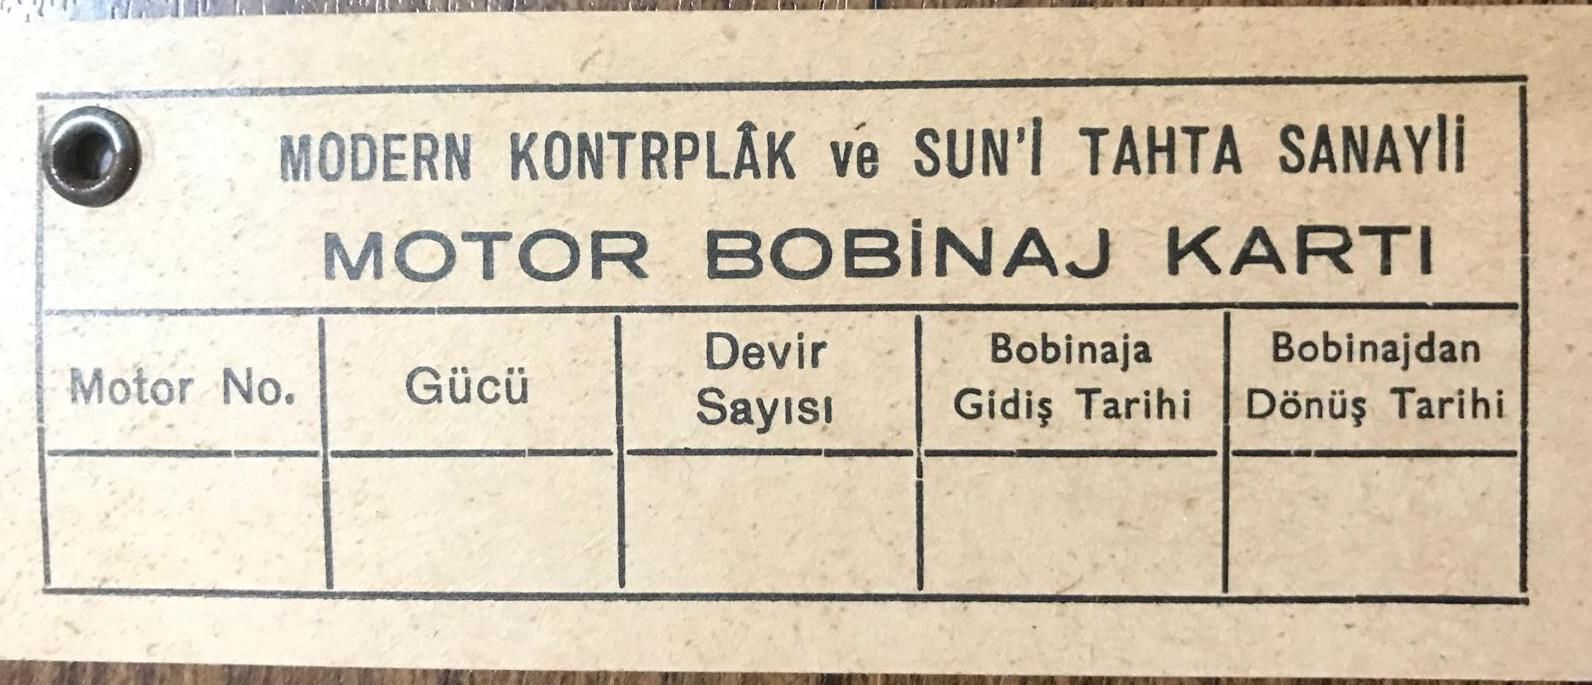 MODERN KONTRPLÂK ve SUN'İ TAHTA SANAYİİ
MOTOR BOBİNAJ KARTI
Motor No.
Gücü
Devir
Sayısı
Bobinaja
Gidiş Tarihi
Bobinajdan
Dönüş Tarihi